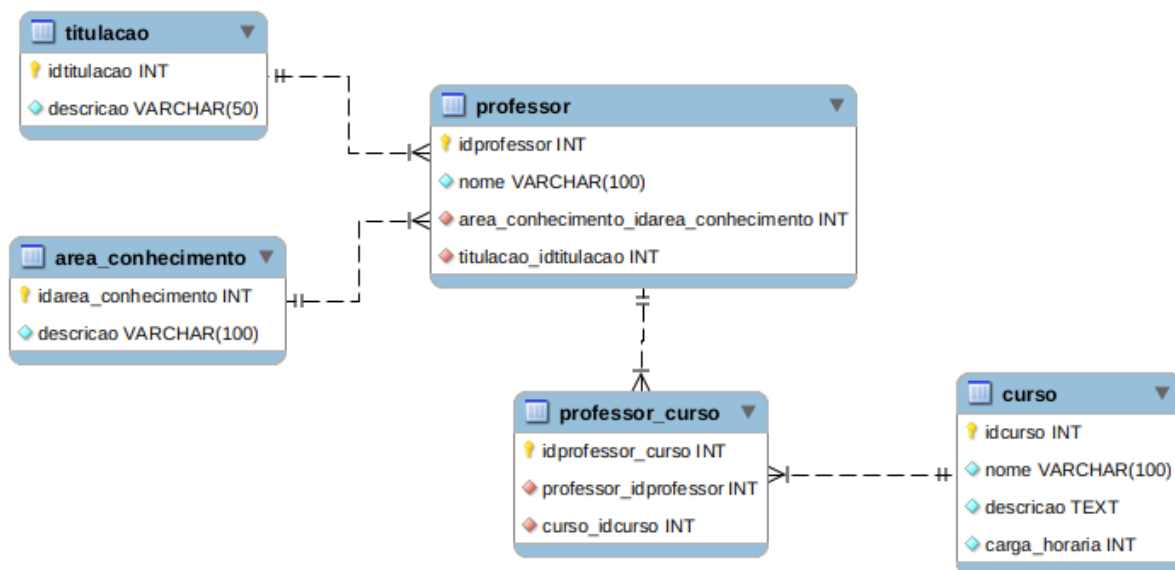 titulacao
idtitulacao INT
descricao VARCHAR(50)
professor
idprofessor INT
nome VARCHAR(100)
area_conhecimento_idarea_conhecimento INT
titulacao_idtitulacao INT
area_conhecimento
idarea_conhecimento INT
descricao VARCHAR(100)
professor_curso
idprofessor_curso INT
professor_idprofessor INT
curso_idcurso INT
curso
idcurso INT
nome VARCHAR(100)
descricao TEXT
carga_horaria INT